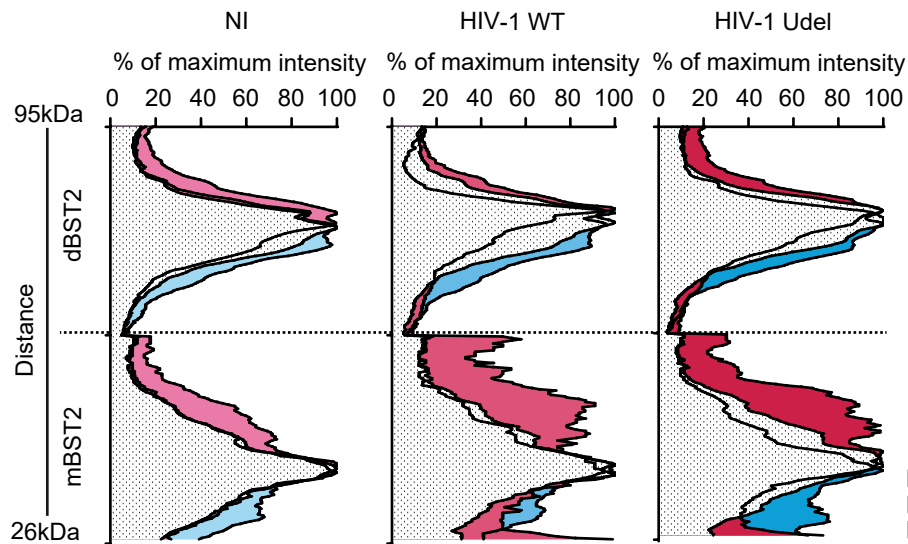 NI HIV-1 WT HIV-1 Udel
% of maximum intensity % of maximum intensity % of maximum intensity
0 20 40 60 80 100 0 20 40 60 80 100 0 20 40 60 80 100
95kDa
dBST2
Distance
mBST2
26kDa